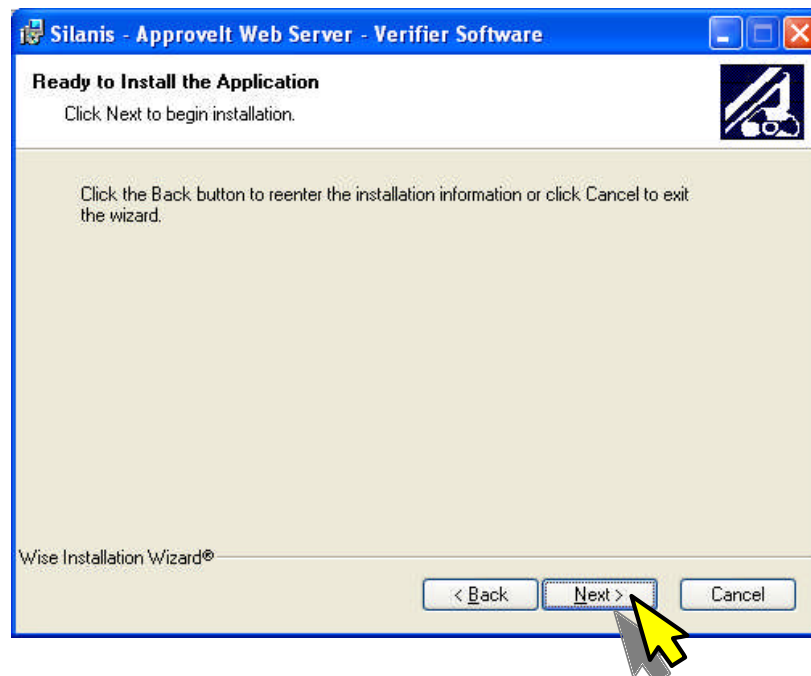 Silanis - ApproveIt Web Server - Verifier Software
Ready to Install the Application
Click Next to begin installation.
Click the Back button to reenter the installation information or click Cancel to exit
the wizard.
Wise Installation Wizard®
< Back Next > Cancel